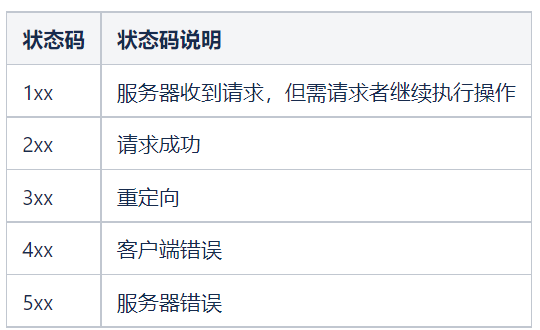 状态码 状态码说明
1xx 服务器收到请求，但需请求者继续执行操作
2xx 请求成功
3xx 重定向
4xx 客户端错误
5xx 服务器错误